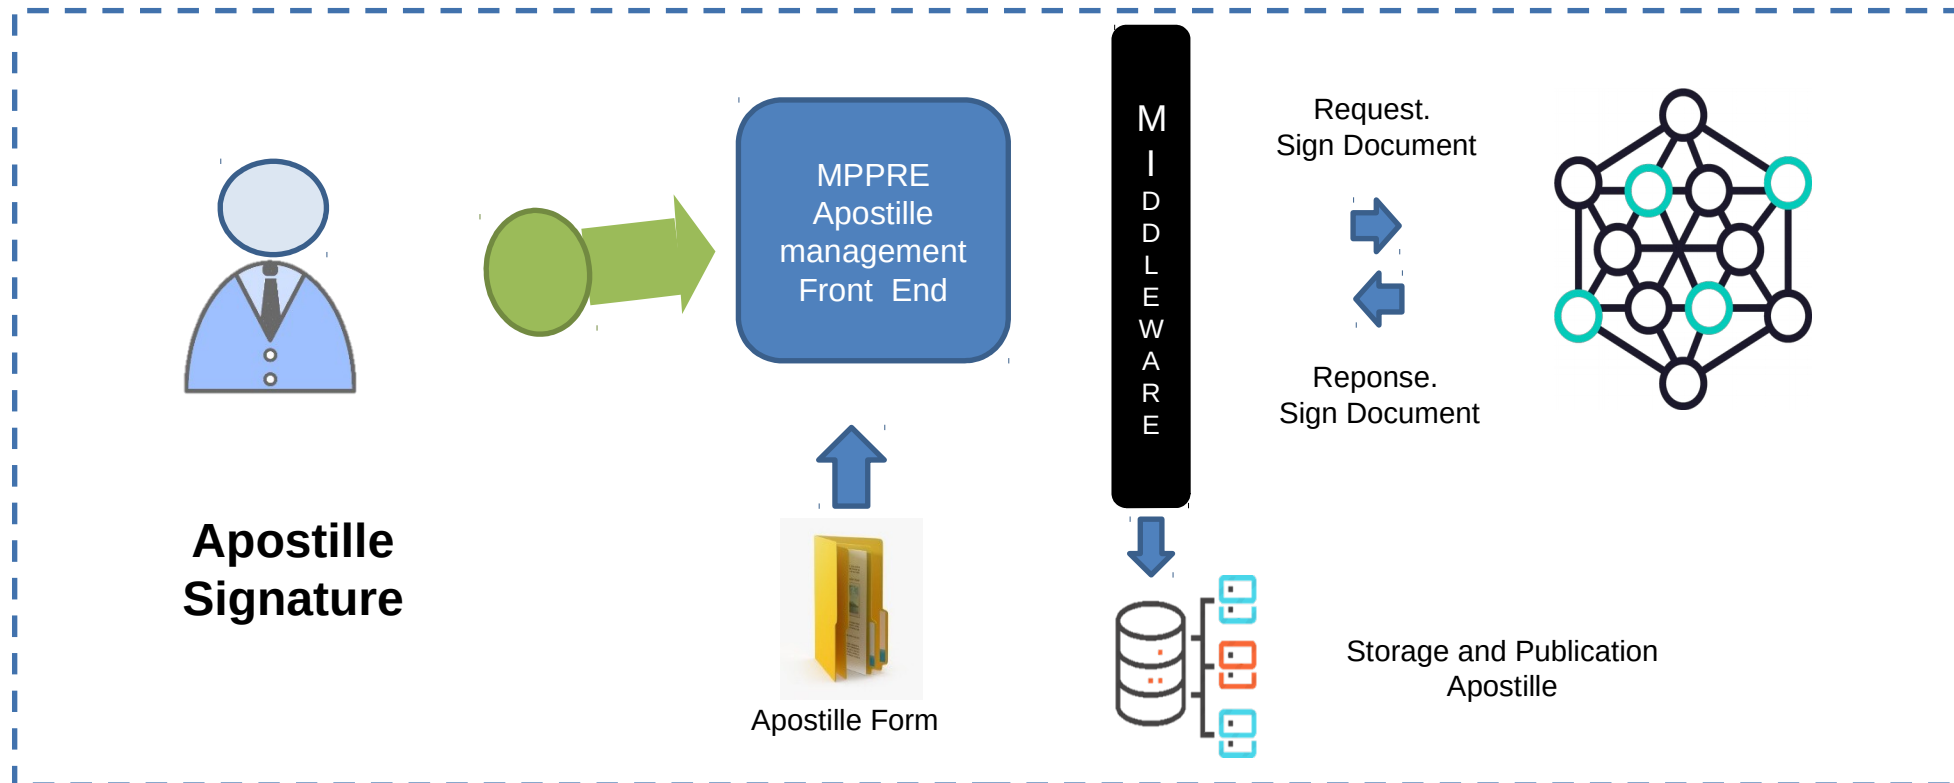 Apostille
Signature
MPPRE
Apostille
management
Front End
Apostille Form
M
I
D
D
L
E
W
A
R
E
Request.
Sign Document
Reponse.
Sign Document
Storage and Publication
Apostille